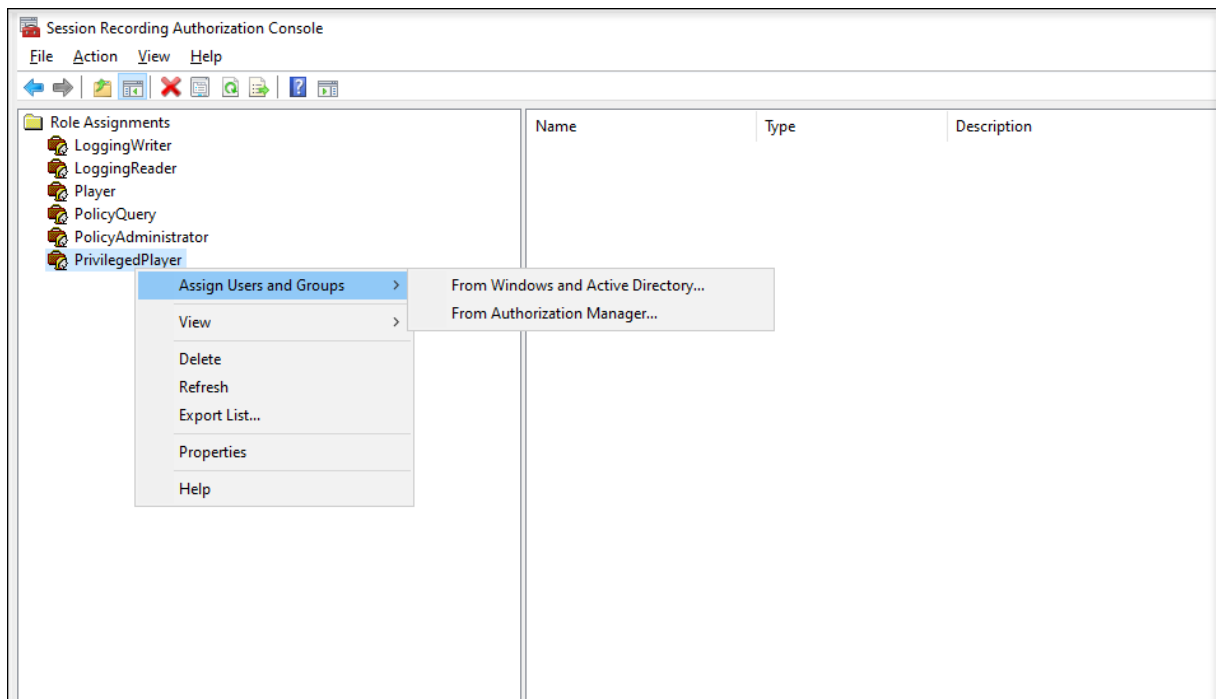 Session Recording Authorization Console
File Action View Help
Role Assignments
LoggingWriter
LoggingReader
Player
PolicyQuery
PolicyAdministrator
PrivilegedPlayer
Name Type Description
Assign Users and Groups
From Windows and Active Directory...
From Authorization Manager...
View
Delete
Refresh
Export List...
Properties
Help